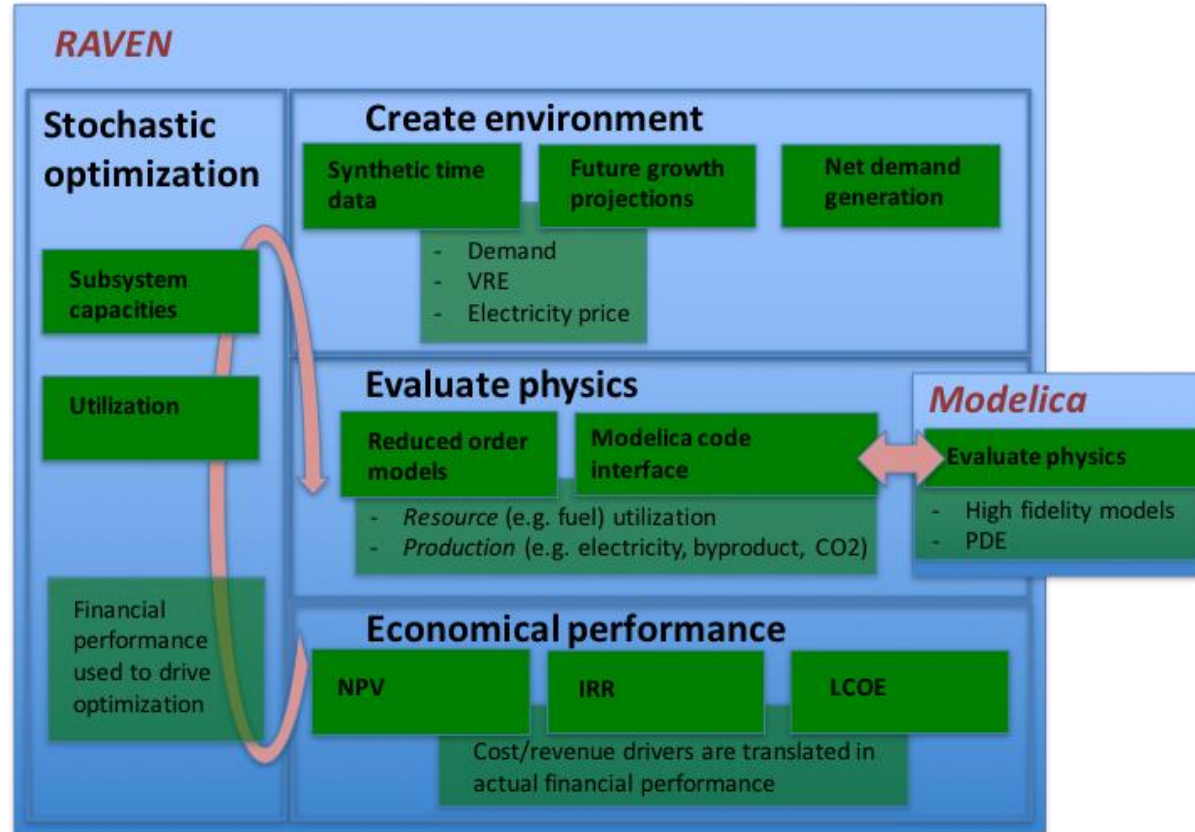 RAVEN
Stochastic
optimization
Subsystem
capacities
Utilization
Financial
performance
used to drive
optimization
Create environment
Synthetic time
data
Future growth
projections
Net demand
generation
- Demand
- VRE
- Electricity price
Evaluate physics
Reduced order
models
Modelica code
interface
- Resource (e.g. fuel) utilization
- Production (e.g. electricity, byproduct, CO2)
Modelica
Evaluate physics
- High fidelity models
- PDE
Economical performance
NPV
IRR
LCOE
Cost/revenue drivers are translated in
actual financial performance